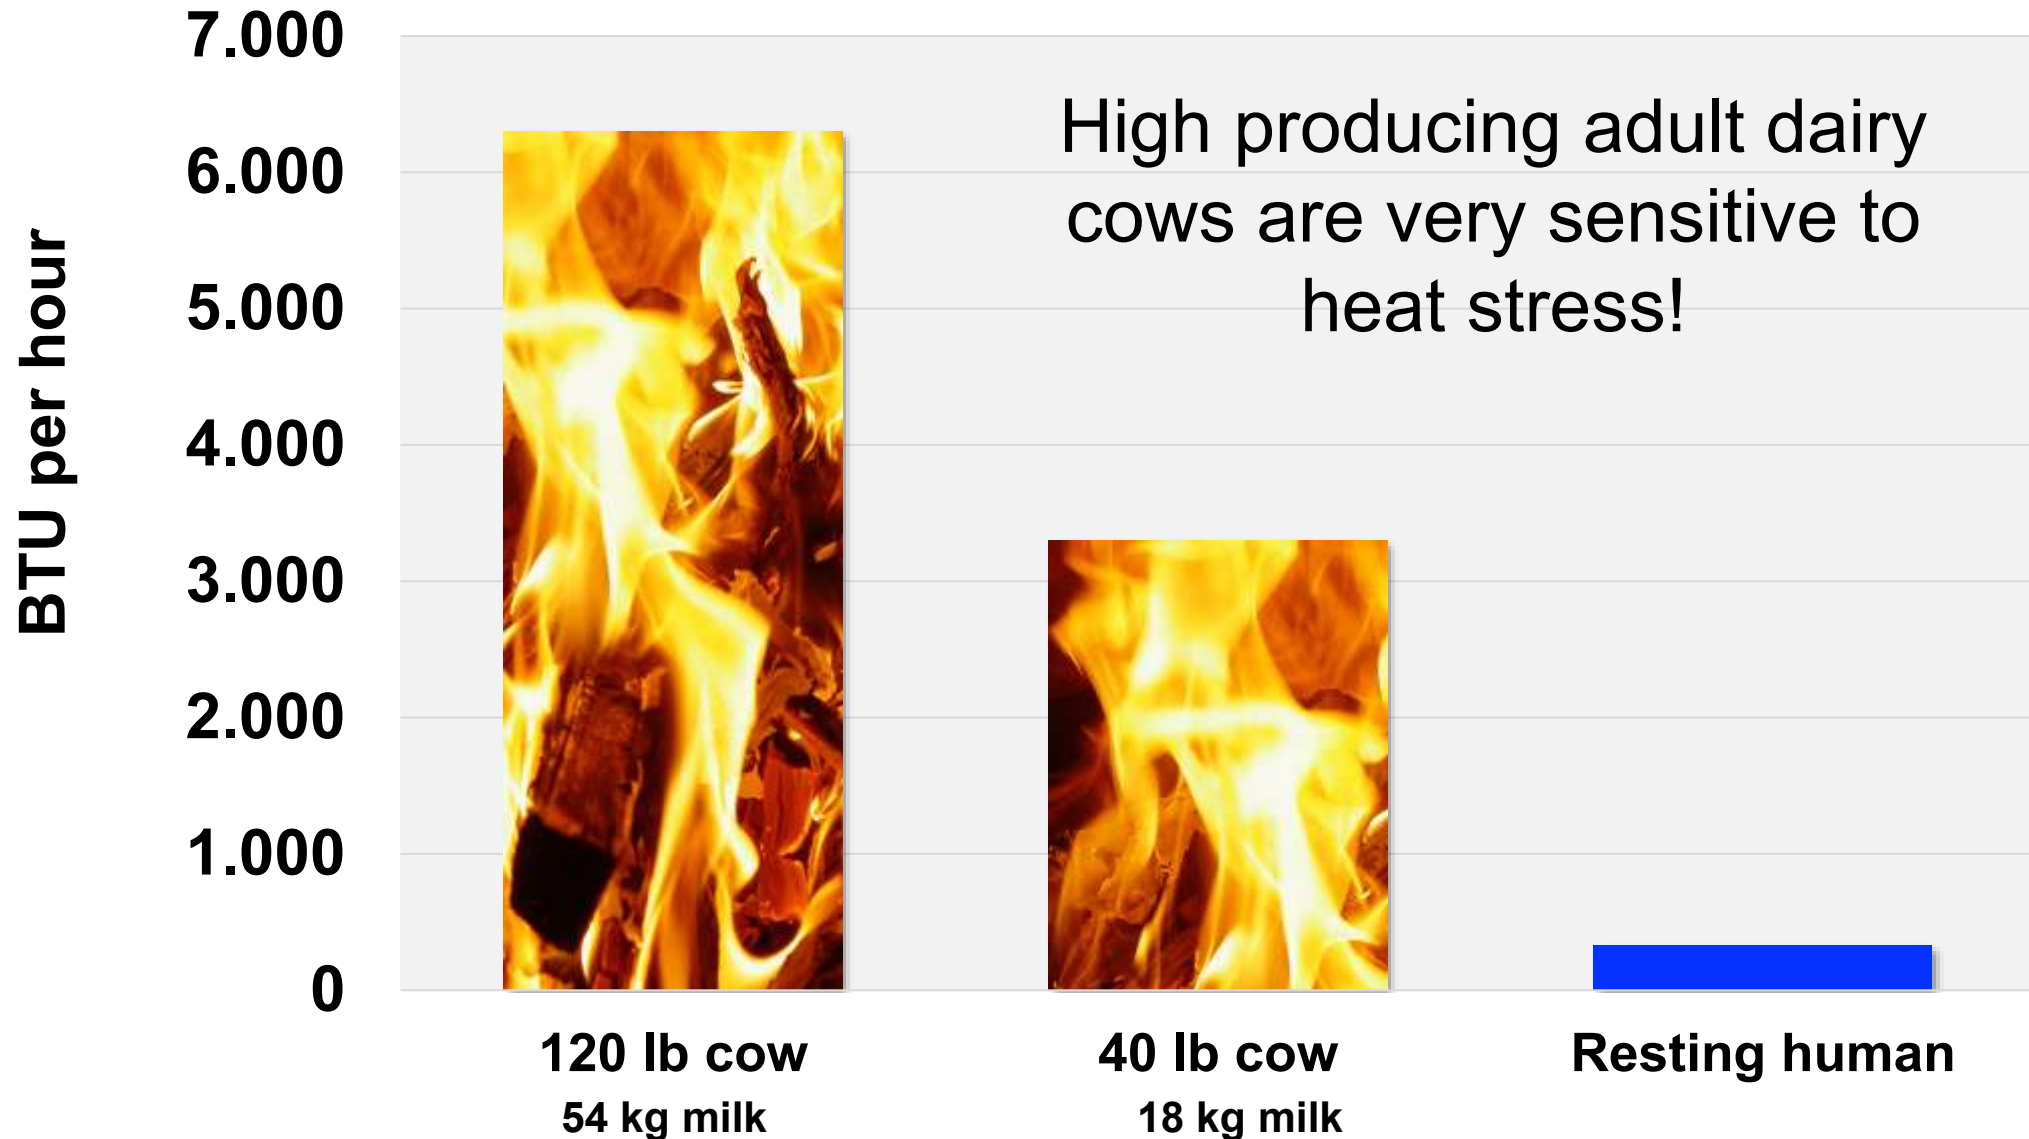 7.000
6.000
5.000
4.000
3.000
2.000
1.000
0
BTU per hour
High producing adult dairy
cows are very sensitive to
heat stress!
120 lb cow
54 kg milk
40 lb cow
18 kg milk
Resting human